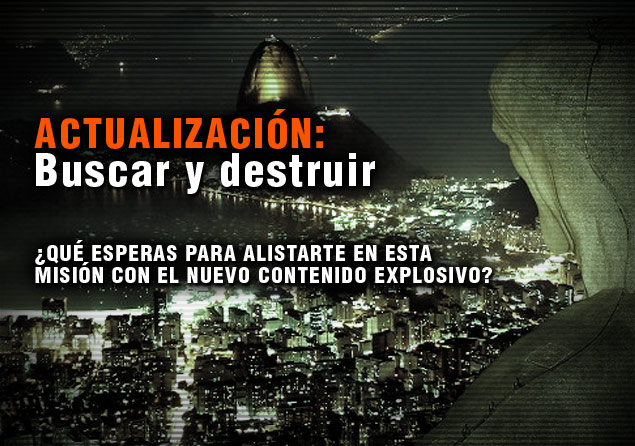 ACTUALIZACIÓN:
Buscar y destruir
¿QUÉ ESPERAS PARA ALISTARTE EN ESTA
MISIÓN CON EL NUEVO CONTENIDO EXPLOSIVO?